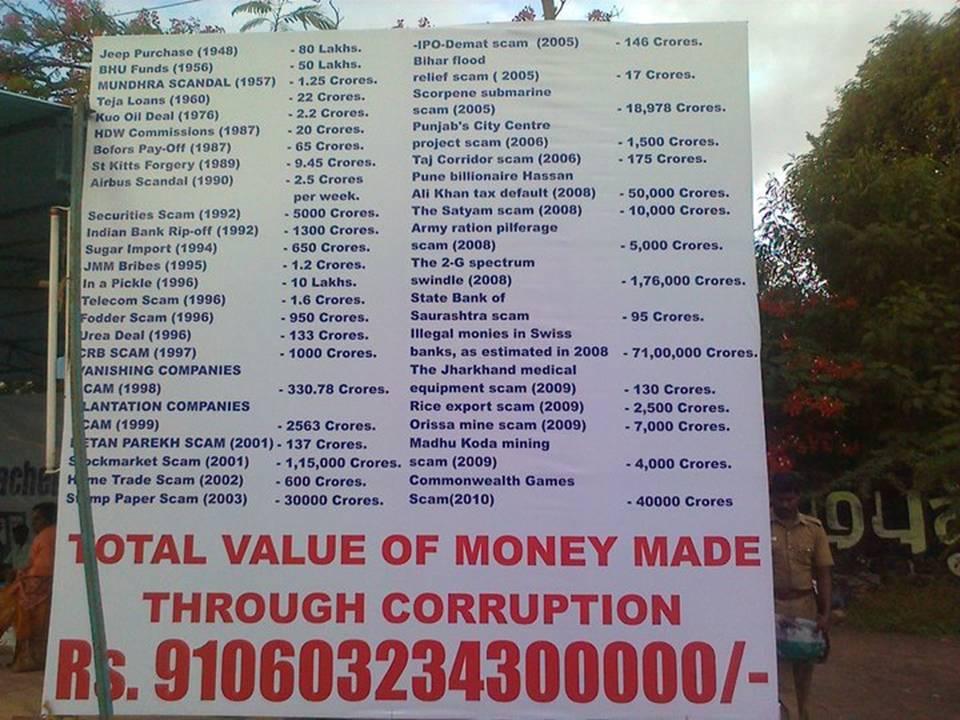 Jeep Purchase (1948) - 80 Lakhs.
BHU Funds (1956) - 50 Lakhs.
MUNDHRA SCANDAL (1957) - 1.25 Crores.
Teja Loans (1960) - 22 Crores.
Kuo Oil Deal (1976) - 2.2 Crores.
HDW Commissions (1987) - 20 Crores.
Bofors Pay-Off (1987) - 65 Crores.
St Kitts Forgery (1989) - 9.45 Crores.
Airbus Scandal (1990) - 2.5 Crores
per week.
Securities Scam (1992) - 5000 Crores.
Indian Bank Rip-off (1992) - 1300 Crores.
Sugar Import (1994) - 650 Crores.
JMM Bribes (1995) - 1.2 Crores.
In a Pickle (1996) - 10 Lakhs.
Telecom Scam (1996) - 1.6 Crores.
Fodder Scam (1996) - 950 Crores.
Urea Deal (1996) - 133 Crores.
CRB SCAM (1997) - 1000 Crores.
VANISHING COMPANIES
SCAM (1998) - 330.78 Crores.
PLANTATION COMPANIES
SCAM (1999) - 2563 Crores.
KETAN PAREKH SCAM (2001) - 137 Crores.
Stockmarket Scam (2001) - 1,15,000 Crores.
Home Trade Scam (2002) - 600 Crores.
Stamp Paper Scam (2003) - 30000 Crores.
-IPO-Demat scam (2005) - 146 Crores.
Bihar flood
relief scam ( 2005) - 17 Crores.
Scorpene submarine
scam (2005) - 18,978 Crores.
Punjab's City Centre
project scam (2006) - 1,500 Crores.
Taj Corridor scam (2006) - 175 Crores.
Pune billionaire Hassan
Ali Khan tax default (2008) - 50,000 Crores.
The Satyam scam (2008) - 10,000 Crores.
Army ration pilferage
scam (2008) - 5,000 Crores.
The 2-G spectrum
swindle (2008) - 1,76,000 Crores.
State Bank of
Saurashtra scam - 95 Crores.
Illegal monies in Swiss
banks, as estimated in 2008 - 71,00,000 Crores.
The Jharkhand medical
equipment scam (2009) - 130 Crores.
Rice export scam (2009) - 2,500 Crores.
Orissa mine scam (2009) - 7,000 Crores.
Madhu Koda mining
scam (2009) - 4,000 Crores.
Commonwealth Games
Scam(2010) - 40000 Crores
TOTAL VALUE OF MONEY MADE
THROUGH CORRUPTION
Rs. 910603234300000/-